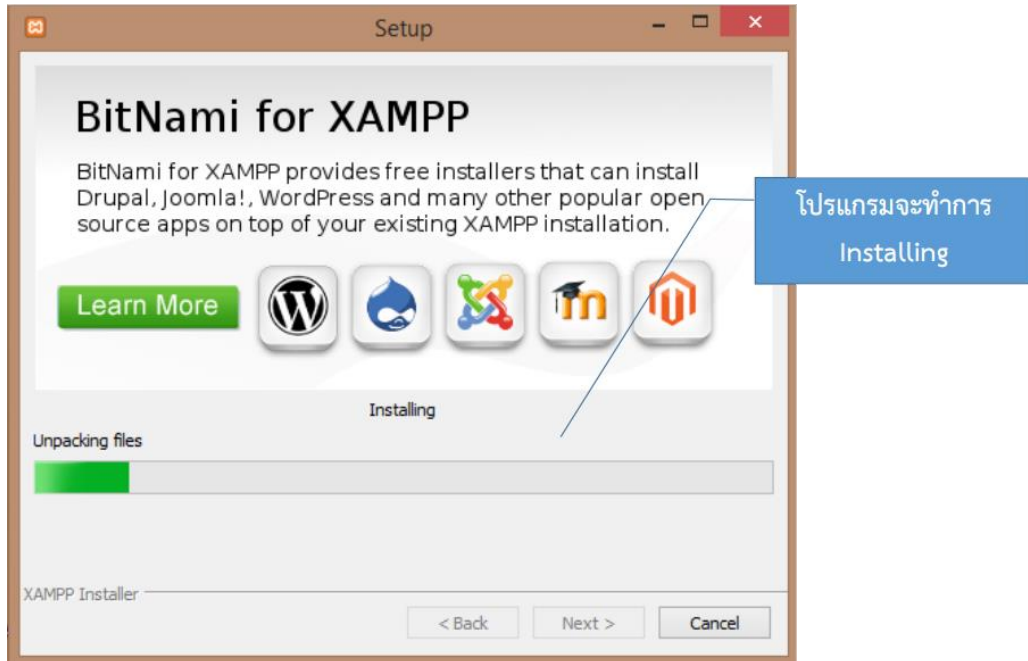 Setup
BitNami for XAMPP
BitNami for XAMPP provides free installers that can install
Drupal, Joomla!, WordPress and many other popular open
source apps on top of your existing XAMPP installation.
Learn More
โปรแกรมจะทำการ
Installing
Installing
Unpacking files
XAMPP Installer
< Back
Next >
Cancel